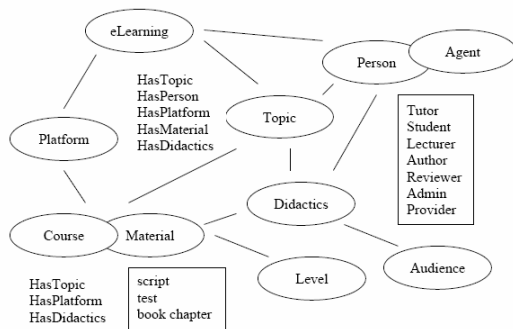 eLearning
Person
Agent
HasTopic
HasPerson
HasPlatform
HasMaterial
HasDidactics
Topic
Platform
Tutor
Student
Lecturer
Author
Reviewer
Admin
Provider
Didactics
Course
Material
Level
Audience
HasTopic
HasPlatform
HasDidactics
script
test
book chapter